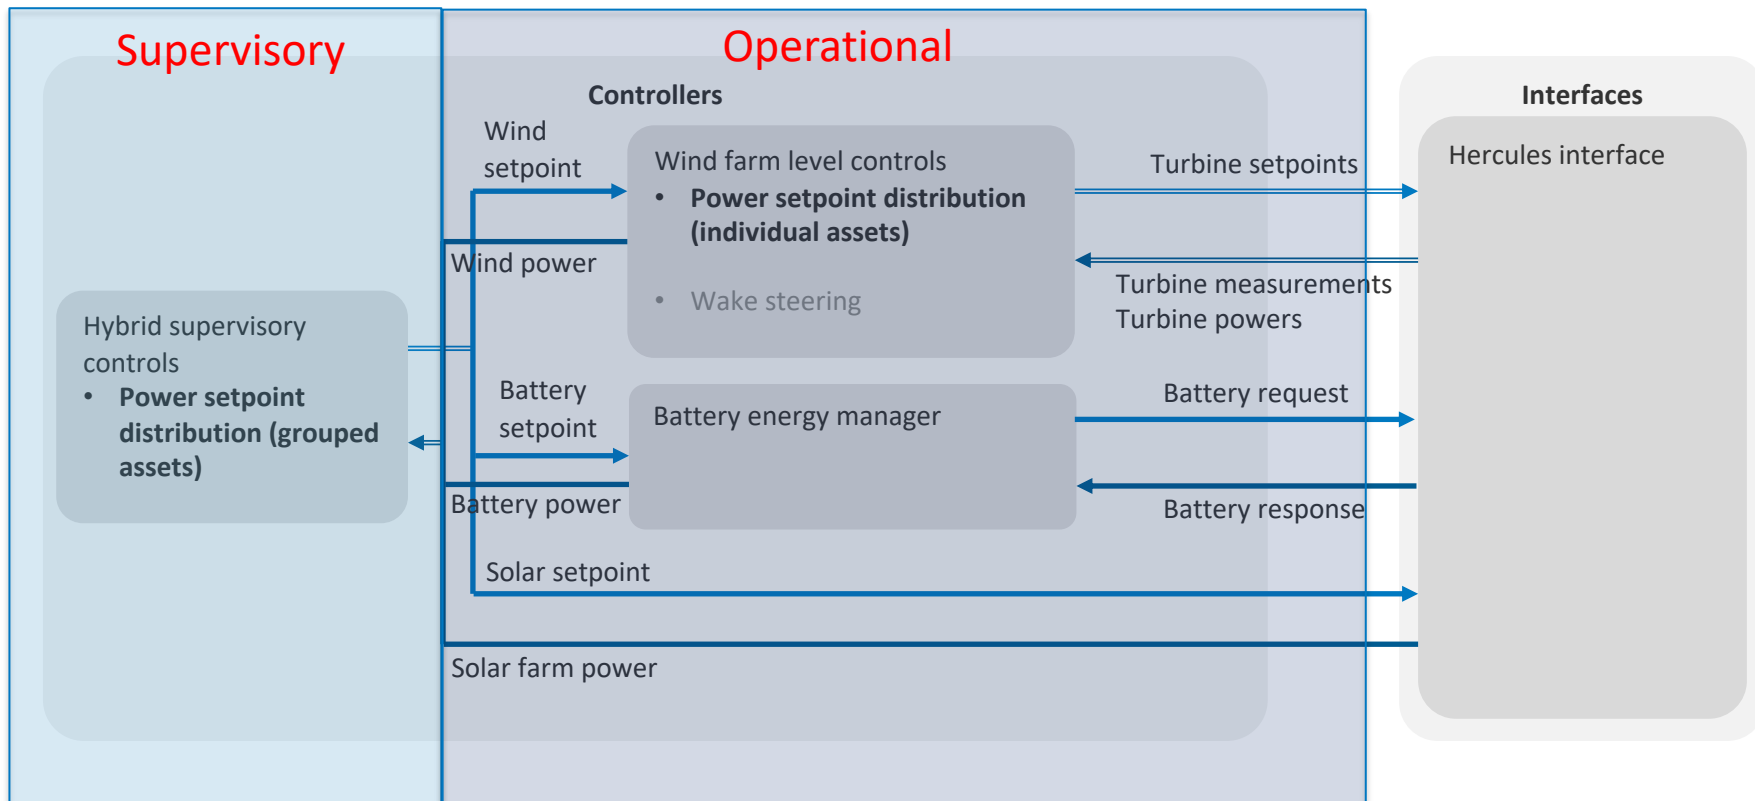 Supervisory
Operational
Controllers
Interfaces
Wind
setpoint
Wind farm level controls
• Power setpoint distribution
(individual assets)
• Wake steering
Turbine setpoints
Hercules interface
Wind power
Turbine measurements
Turbine powers
Hybrid supervisory
controls
• Power setpoint
distribution (grouped
assets)
Battery
setpoint
Battery energy manager
Battery request
Battery power
Battery response
Solar setpoint
Solar farm power